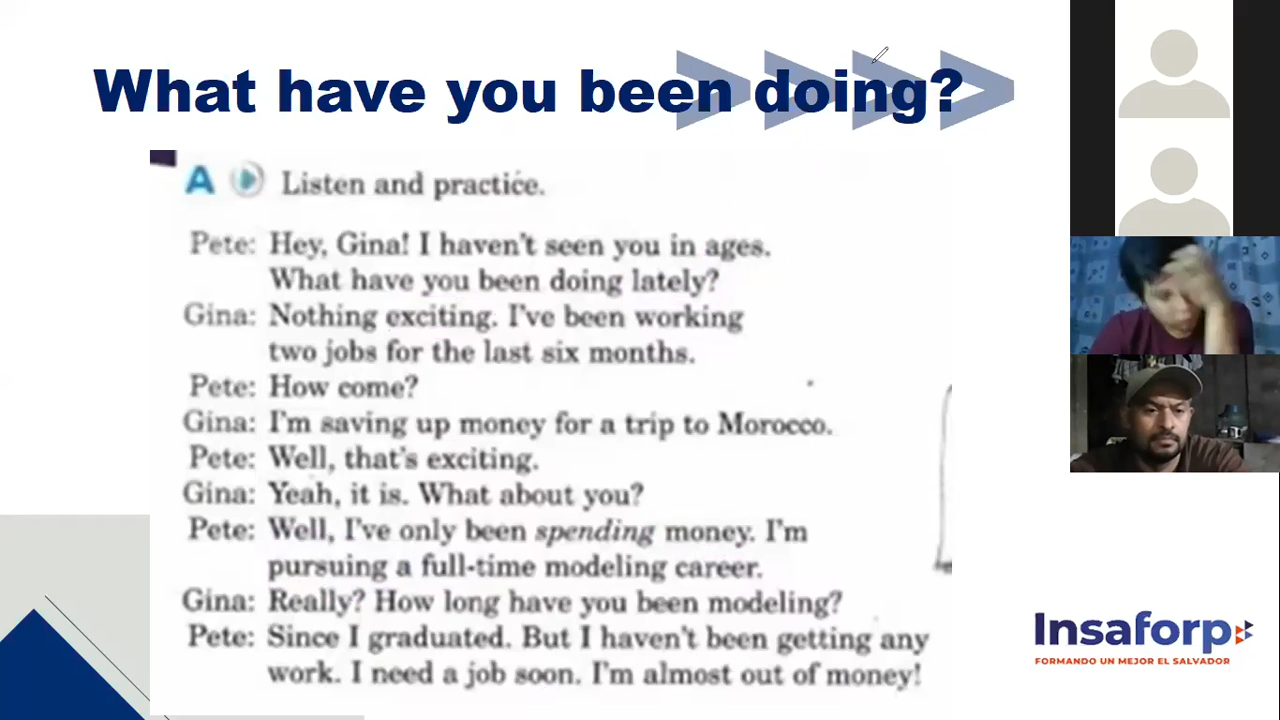 What have you been doing?
A Listen and practice.
Pete: Hey, Gina! I haven't seen you in ages.
What have you been doing lately?
Gina: Nothing exciting. I've been working
two jobs for the last six months.
Pete: How come?
Gina: I'm saving up money for a trip to Morocco.
Pete: Well, that's exciting.
Gina: Yeah, it is. What about you?
Pete: Well, I've only been spending money. I'm
pursuing a full-time modeling career.
Gina: Really? How long have you been modeling?
Pete: Since I graduated. But I haven't been getting any
work. I need a job soon. I'm almost out of money!
Insaforp
FORMANDO UN MEJOR EL SALVADOR